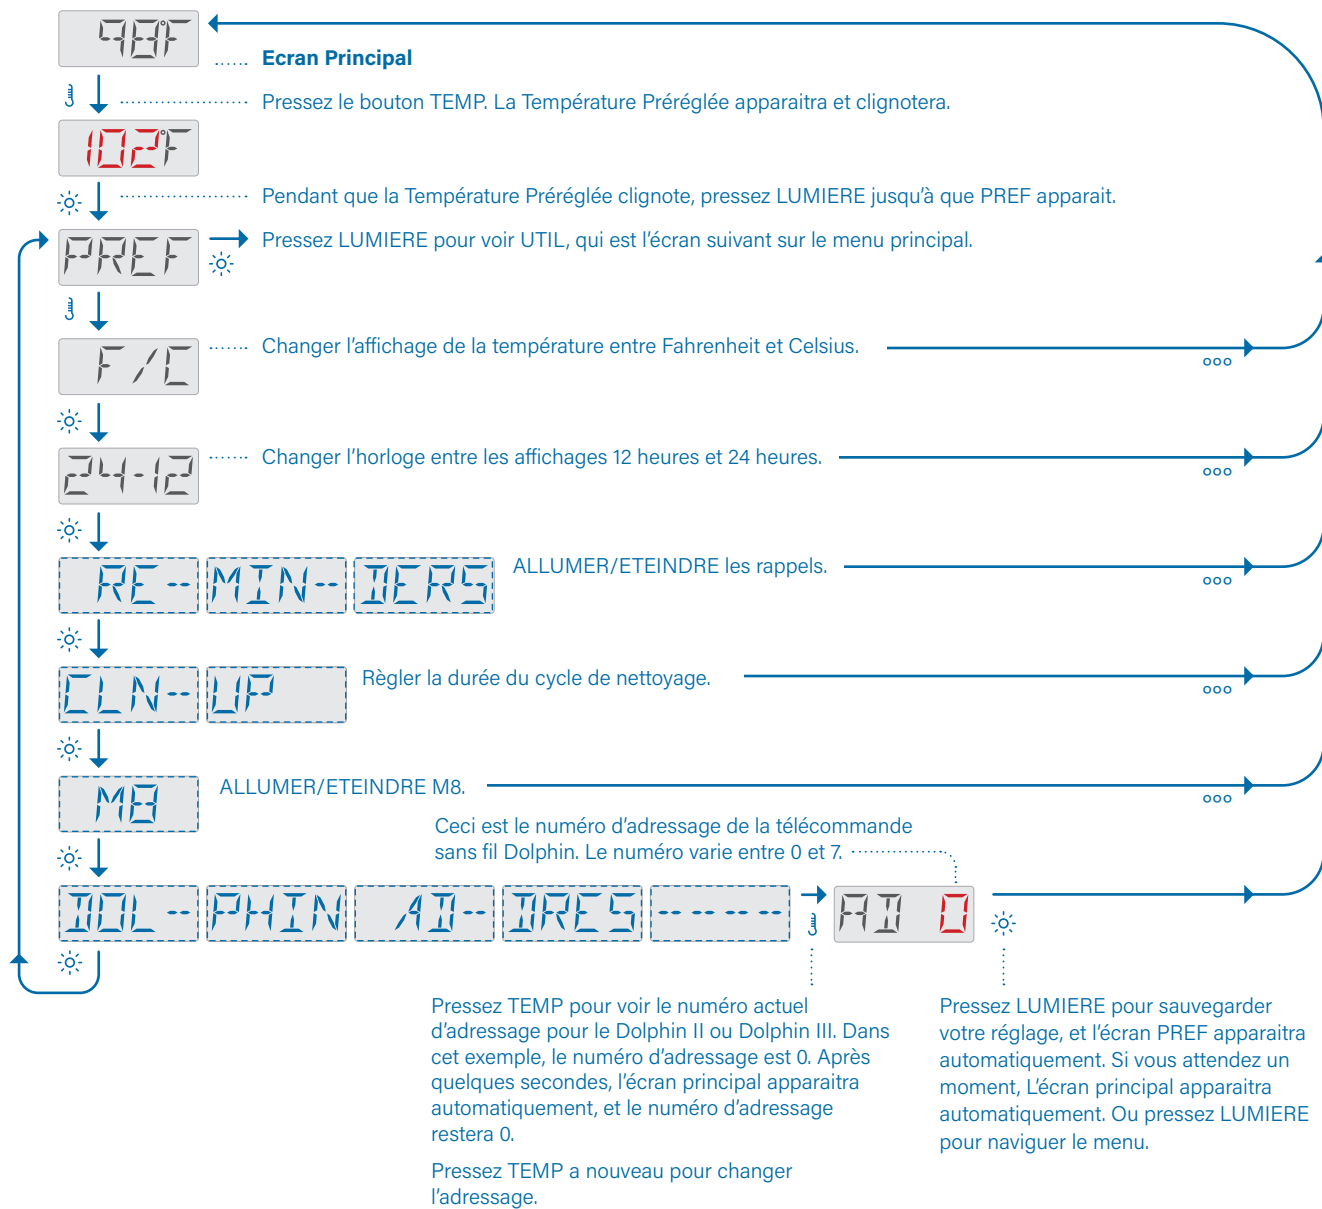 98°F
Ecran Principal
Pressez le bouton TEMP. La Température Préréglée apparaitra et clignotera.
102°F
Pendant que la Température Préréglée clignote, pressez LUMIERE jusqu'à que PREF apparait.
PREF
Pressez LUMIERE pour voir UTIL, qui est l'écran suivant sur le menu principal.
F/C
Changer l'affichage de la température entre Fahrenheit et Celsius.
24-12
Changer l'horloge entre les affichages 12 heures et 24 heures.
RE- MIN- DERS
ALLUMER/ETEINDRE les rappels.
CLN- UP
Règler la durée du cycle de nettoyage.
M8
ALLUMER/ETEINDRE M8.
Ceci est le numéro d'adressage de la télécommande
sans fil Dolphin. Le numéro varie entre 0 et 7.
DOL- PHIN AD- DRES -----
AD 0
Pressez TEMP pour voir le numéro actuel
d'adressage pour le Dolphin II ou Dolphin III. Dans
cet exemple, le numéro d'adressage est 0. Après
quelques secondes, l'écran principal apparaitra
automatiquement, et le numéro d'adressage
restera 0.
Pressez TEMP a nouveau pour changer
l'adressage.
Pressez LUMIERE pour sauvegarder
votre réglage, et l'écran PREF apparaitra
automatiquement. Si vous attendez un
moment, L'écran principal apparaitra
automatiquement. Ou pressez LUMIERE
pour naviguer le menu.